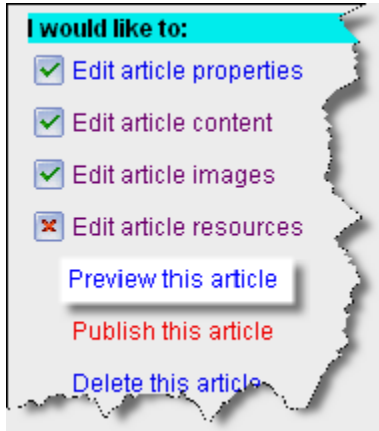 I would like to:
Edit article properties
Edit article content
Edit article images
Edit article resources
Preview this article
Publish this article
Delete this article